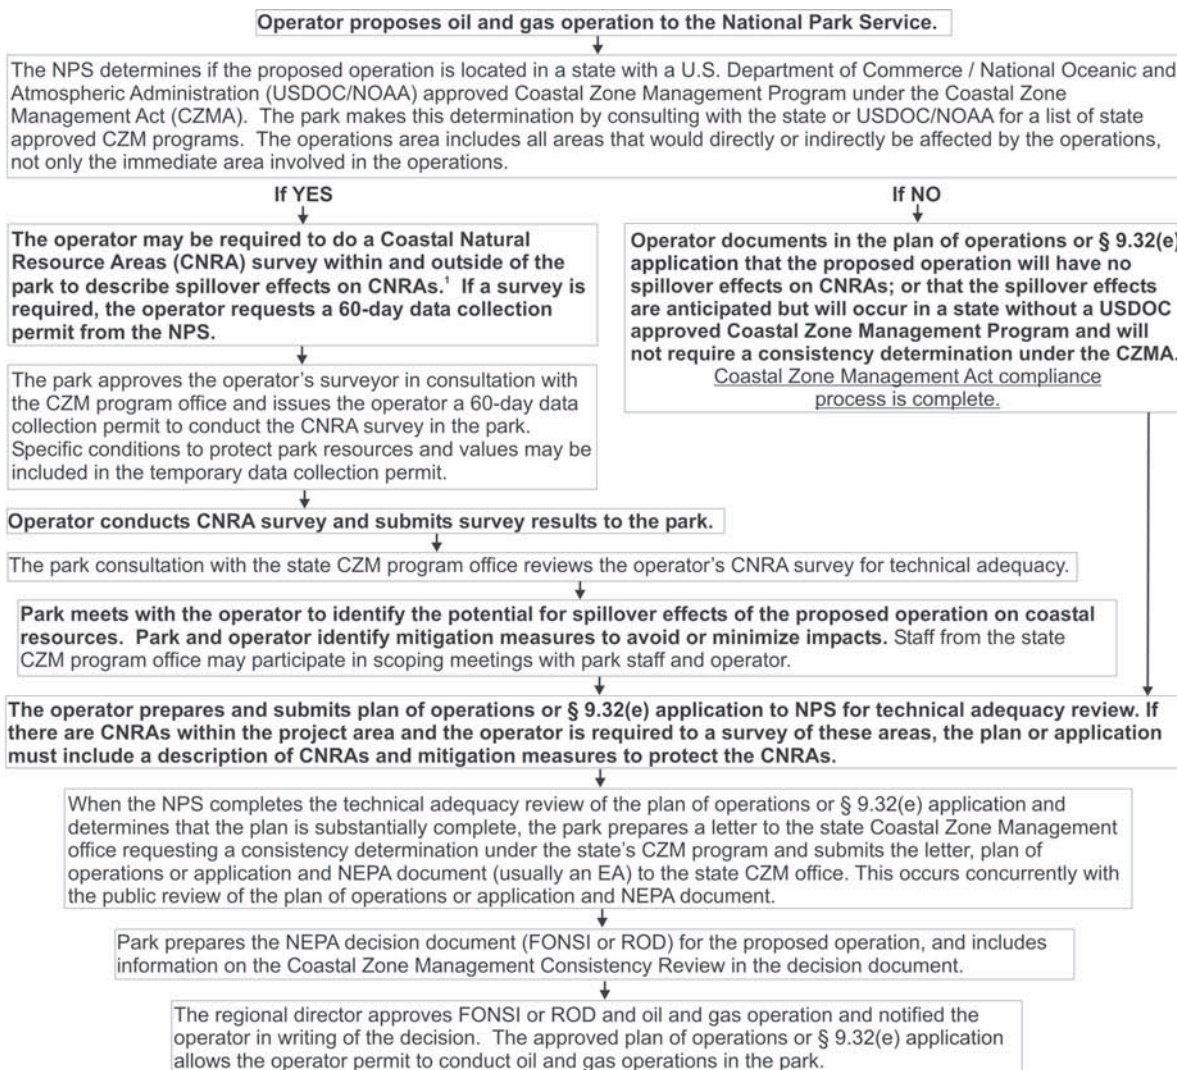 Operator proposes oil and gas operation to the National Park Service.
The NPS determines if the proposed operation is located in a state with a U.S. Department of Commerce / National Oceanic and
Atmospheric Administration (USDOC/NOAA) approved Coastal Zone Management Program under the Coastal Zone
Management Act (CZMA). The park makes this determination by consulting with the state or USDOC/NOAA for a list of state
approved CZM programs. The operations area includes all areas that would directly or indirectly be affected by the operations,
not only the immediate area involved in the operations.
If YES
The operator may be required to do a Coastal Natural
Resource Areas (CNRA) survey within and outside of the
park to describe spillover effects on CNRAs.¹ If a survey is
required, the operator requests a 60-day data collection
permit from the NPS.
The park approves the operator's surveyor in consultation with
the CZM program office and issues the operator a 60-day data
collection permit to conduct the CNRA survey in the park.
Specific conditions to protect park resources and values may be
included in the temporary data collection permit.
If NO
Operator documents in the plan of operations or § 9.32(e)
application that the proposed operation will have no
spillover effects on CNRAs; or that the spillover effects
are anticipated but will occur in a state without a USDOC
approved Coastal Zone Management Program and will
not require a consistency determination under the CZMA.
Coastal Zone Management Act compliance
process is complete.
Operator conducts CNRA survey and submits survey results to the park.
The park consultation with the state CZM program office reviews the operator's CNRA survey for technical adequacy.
Park meets with the operator to identify the potential for spillover effects of the proposed operation on coastal
resources. Park and operator identify mitigation measures to avoid or minimize impacts. Staff from the state
CZM program office may participate in scoping meetings with park staff and operator.
The operator prepares and submits plan of operations or § 9.32(e) application to NPS for technical adequacy review. If
there are CNRAs within the project area and the operator is required to a survey of these areas, the plan or application
must include a description of CNRAs and mitigation measures to protect the CNRAs.
When the NPS completes the technical adequacy review of the plan of operations or § 9.32(e) application and
determines that the plan is substantially complete, the park prepares a letter to the state Coastal Zone Management
office requesting a consistency determination under the state's CZM program and submits the letter, plan of
operations or application and NEPA document (usually an EA) to the state CZM office. This occurs concurrently with
the public review of the plan of operations or application and NEPA document.
Park prepares the NEPA decision document (FONSI or ROD) for the proposed operation, and includes
information on the Coastal Zone Management Consistency Review in the decision document.
The regional director approves FONSI or ROD and oil and gas operation and notified the
operator in writing of the decision. The approved plan of operations or § 9.32(e) application
allows the operator permit to conduct oil and gas operations in the park.